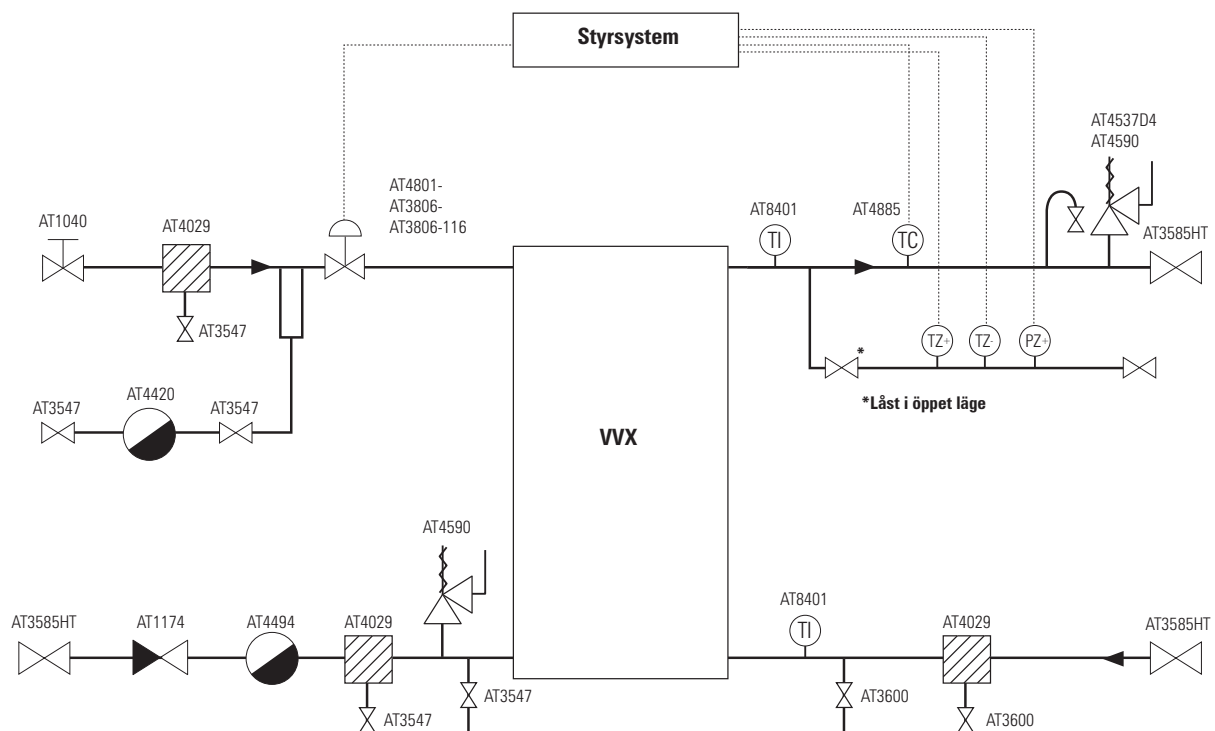 Styrsystem
AT4537D4
AT4590
AT4801-
AT3806-
AT3806-116
AT1040
AT4029
AT8401
AT4885
AT3585HT
TI
TC
AT3547
TZ+
TZ-
PZ+
*
*Låst i öppet läge
AT4420
AT3547
AT3547
VVX
AT4590
AT8401
AT3585HT
AT1174
AT4494
AT4029
TI
AT4029
AT3585HT
AT3547
AT3547
AT3600
AT3600